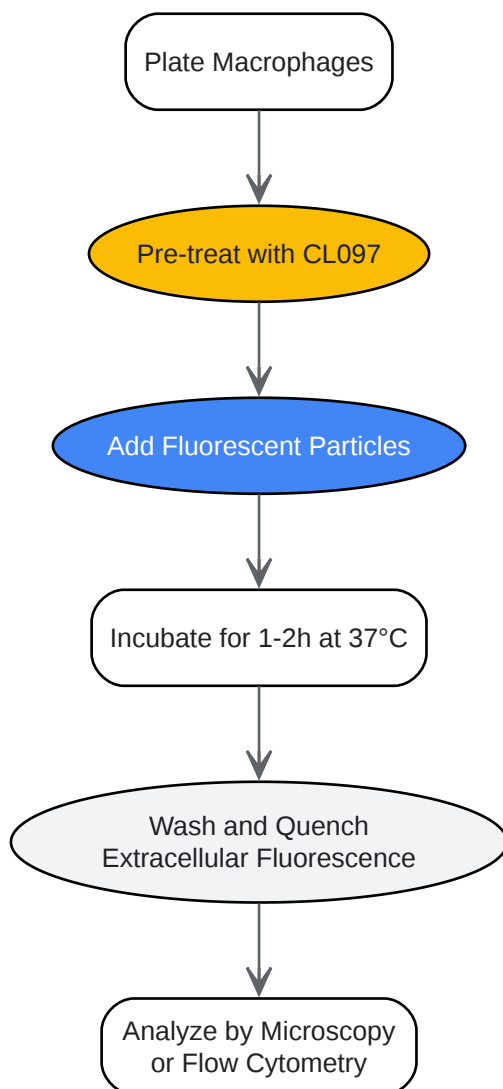 Plate Macrophages
Pre-treat with CL097
Add Fluorescent Particles
Incubate for 1-2h at 37°C
Wash and Quench
Extracellular Fluorescence
Analyze by Microscopy
or Flow Cytometry